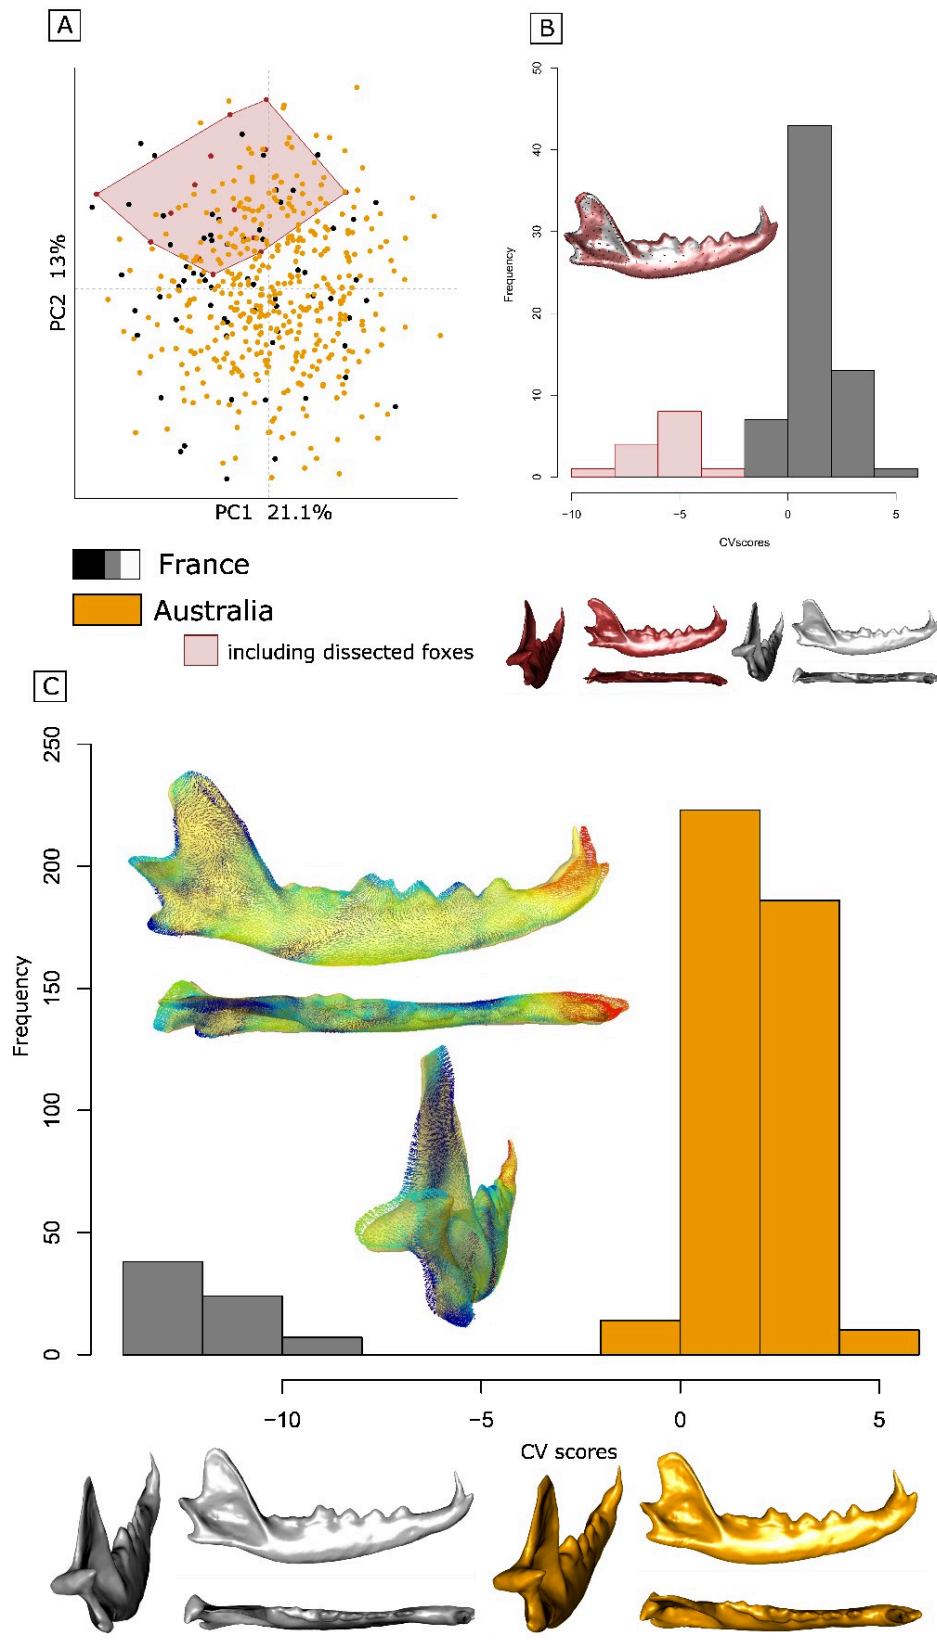 A
PC2 13%
PC1 21.1%
B
50
40
30
20
10
0
Frequency
−10
−5
0
5
CVscores
France
Australia
including dissected foxes
C
250
200
150
100
50
0
Frequency
−10
−5
0
5
CV scores